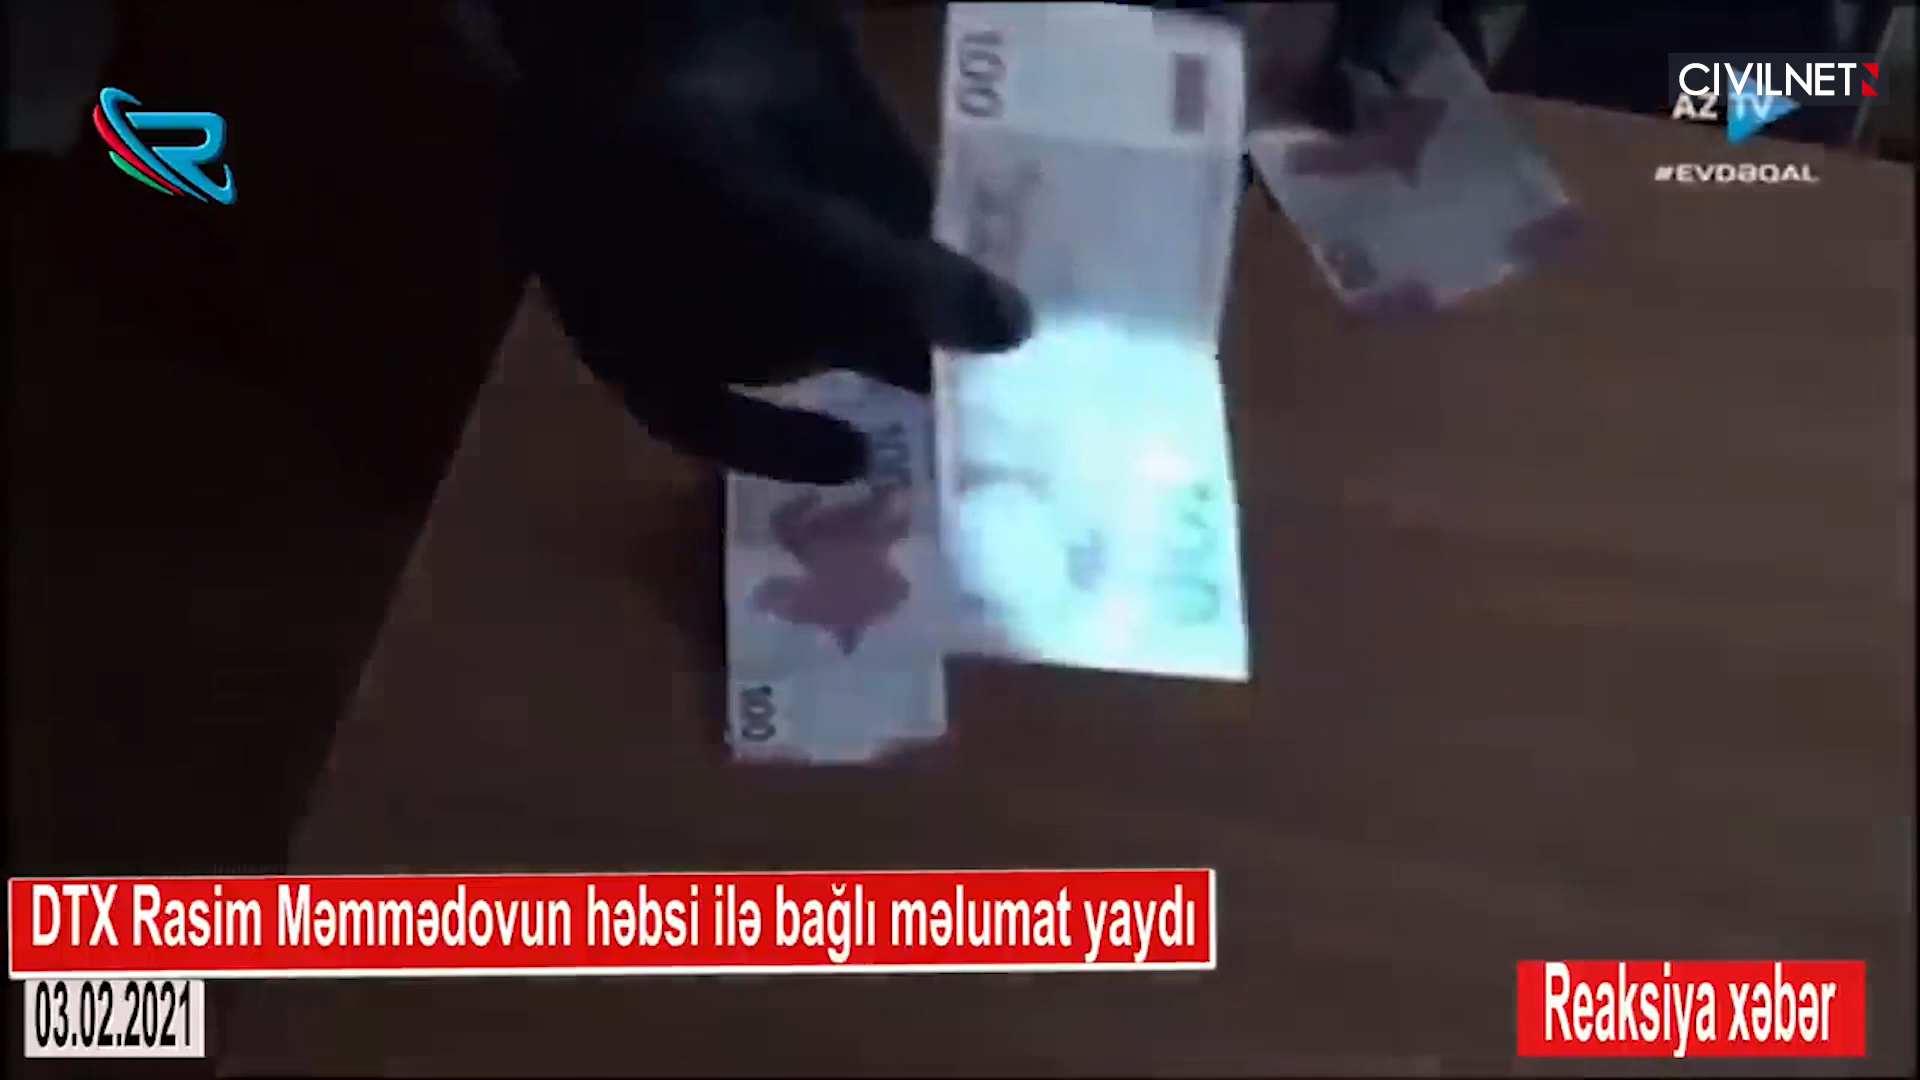 CIVILNET
AZ TV
#EVDƏQAL
100
100
100
DTX Rasim Məmmədovun həbsi ilə bağlı məlumat yaydı
03.02.2021
Reaksiya xəbər